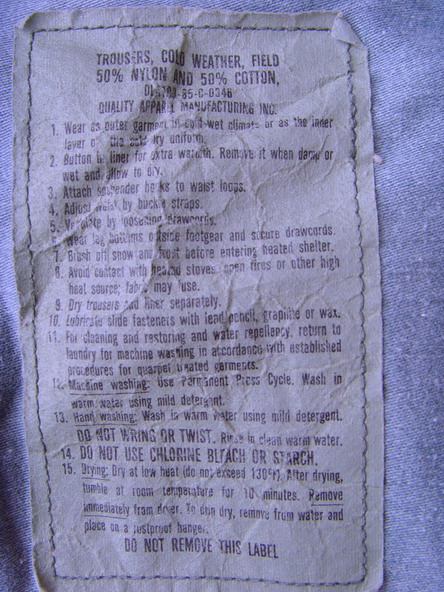 TROUSERS, COLD WEATHER, FIELD
50% NYLON AND 50% COTTON,
-85-C-0346
QUALITY APPAREL MANUFACTURING INC.
1. Wear as outer garment in cold-wet climate or as the inner
layer of the cold-dry uniform.
2. Button in liner for extra warmth. Remove it when damp or
wet and allow to dry.
3. Attach suspender hooks to waist loops.
4. Adjust waist by buckle straps.
5. Ventilate by loosening drawcords.
6. Wear leg bottoms outside footgear and secure drawcords.
7. Brush off snow and frost before entering heated shelter.
8. Avoid contact with heated stoves, open fires or other high
heat source; fabric may fuse.
9. Dry trousers and liner separately.
10. Lubricate slide fasteners with lead pencil, graphite or wax.
11. For cleaning and restoring and water repellency, return to
laundry for machine washing in accordance with established
procedures for quarpel treated garments.
12. Machine washing: Use Permanent Press Cycle. Wash in
warm water using mild detergent.
13. Hand washing: Wash in warm water using mild detergent.
DO NOT WRING OR TWIST. Rinse in clean warm water.
14. DO NOT USE CHLORINE BLEACH OR STARCH.
15. Drying: Dry at low heat (do not exceed 130°F). After drying,
tumble at room temperature for 10 minutes. Remove
immediately from dryer. To drip dry, remove from water and
place on a rustproof hanger.
DO NOT REMOVE THIS LABEL